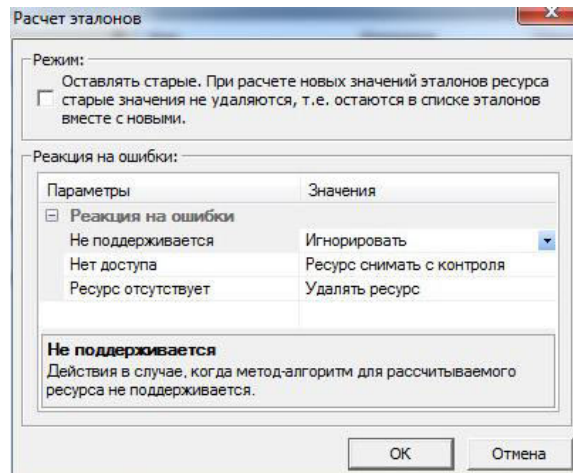 Расчет эталонов
Режим:
Оставлять старые. При расчете новых значений эталонов ресурса
старые значения не удаляются, т.е. остаются в списке эталонов
вместе с новыми.
Реакция на ошибки:
Параметры Значения
Реакция на ошибки
Не поддерживается Игнорировать
Нет доступа Ресурс снимать с контроля
Ресурс отсутствует Удалять ресурс
Не поддерживается
Действия в случае, когда метод-алгоритм для рассчитываемого
ресурса не поддерживается.
OK Отмена